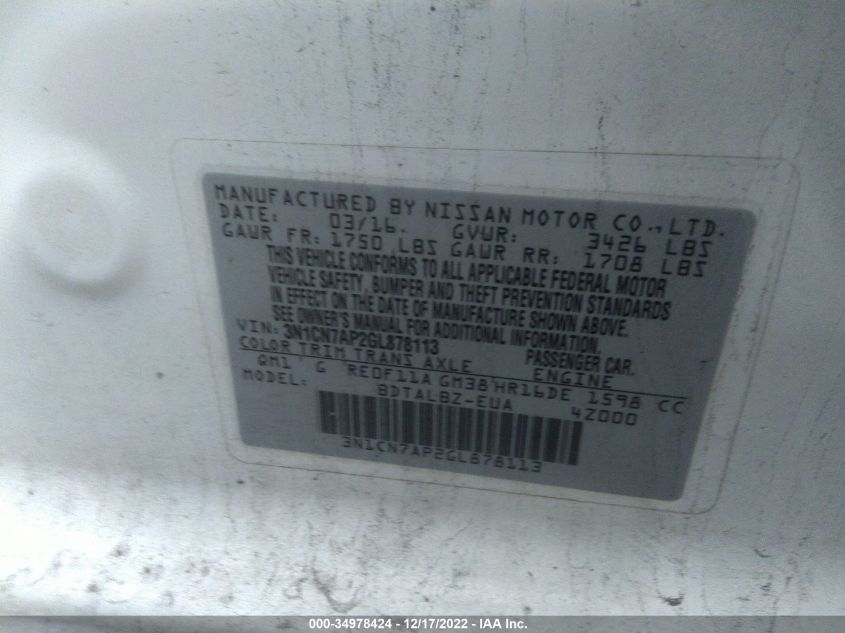 MANUFACTURED BY NISSAN MOTOR CO., LTD.
DATE: 03/16. GVWR: 3426 LBS
GAWR FR: 1750 LBS GAWR RR: 1708 LBS
THIS VEHICLE CONFORMS TO ALL APPLICABLE FEDERAL MOTOR
VEHICLE SAFETY, BUMPER AND THEFT PREVENTION STANDARDS
IN EFFECT ON THE DATE OF MANUFACTURE SHOWN ABOVE.
SEE OWNER'S MANUAL FOR ADDITIONAL INFORMATION.
VIN: 3N1CN7AP2GL878113 PASSENGER CAR.
COLOR TRIM TRANS AXLE ENGINE
QM1 G RE0F11A GM38 HR16DE 1598 CC
MODEL: BDTALBZ-EUA 4Z000
3N1CN7AP2GL878113
000-34978424 - 12/17/2022 - IAA Inc.